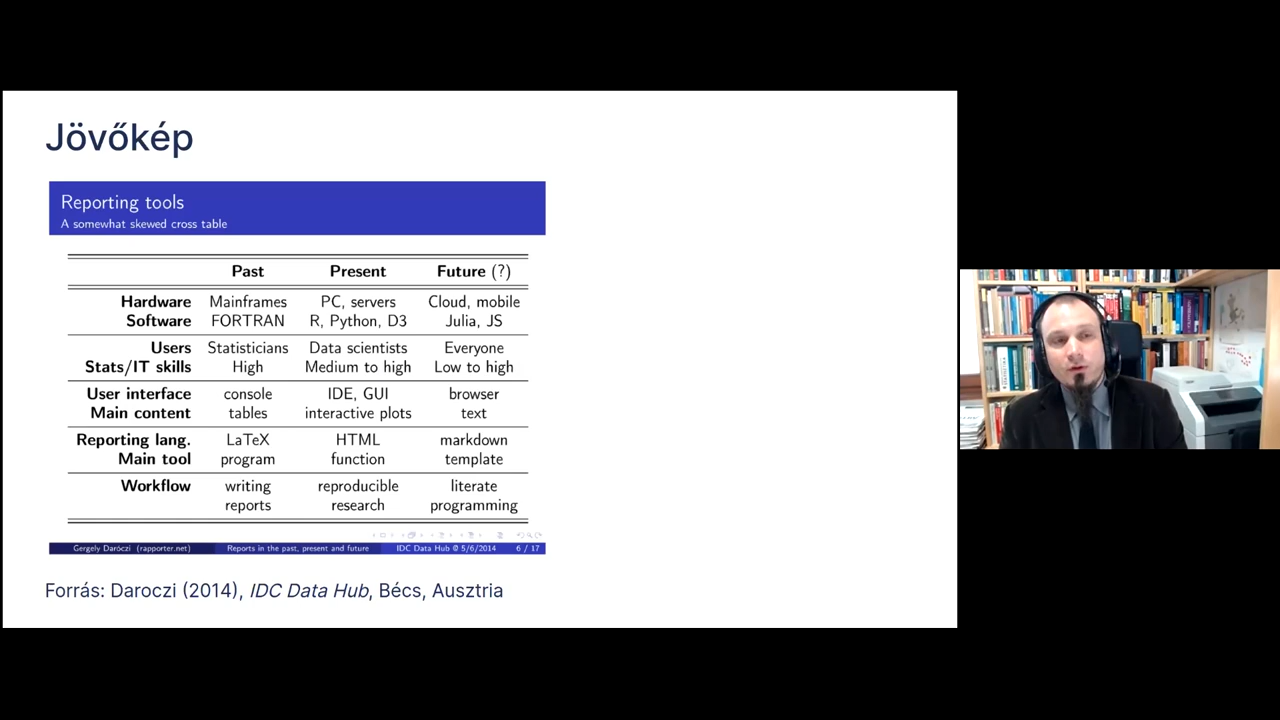 Jövőkép
Reporting tools
A somewhat skewed cross table
Past Present Future (?)
Hardware Mainframes PC, servers Cloud, mobile
Software FORTRAN R, Python, D3 Julia, JS
Users Statisticians Data scientists Everyone
Stats/IT skills High Medium to high Low to high
User interface console IDE, GUI browser
Main content tables interactive plots text
Reporting lang. LaTeX HTML markdown
Main tool program function template
Workflow writing reproducible literate
reports research programming
Gergely Daróczi (rapporter.net) Reports in the past, present and future IDC Data Hub @ 5/6/2014 6 / 17
Forrás: Daroczi (2014), IDC Data Hub, Bécs, Ausztria